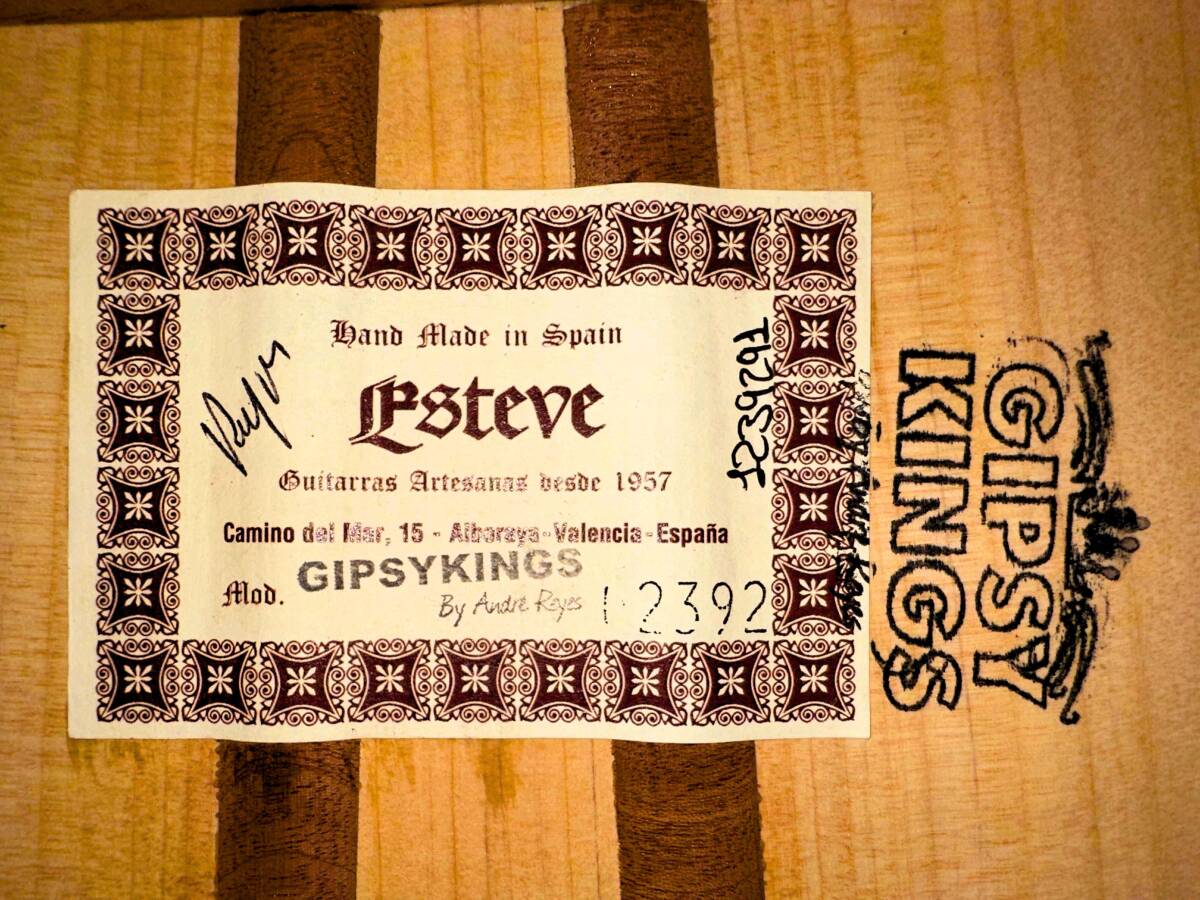 Hand Made in Spain
Esteve
Guitarras Artesanas desde 1957
Camino del Mar, 15 - Alboraya-Valencia-España
Mod. GIPSYKINGS
By André Reyes
2392
GIPSY
KINGS